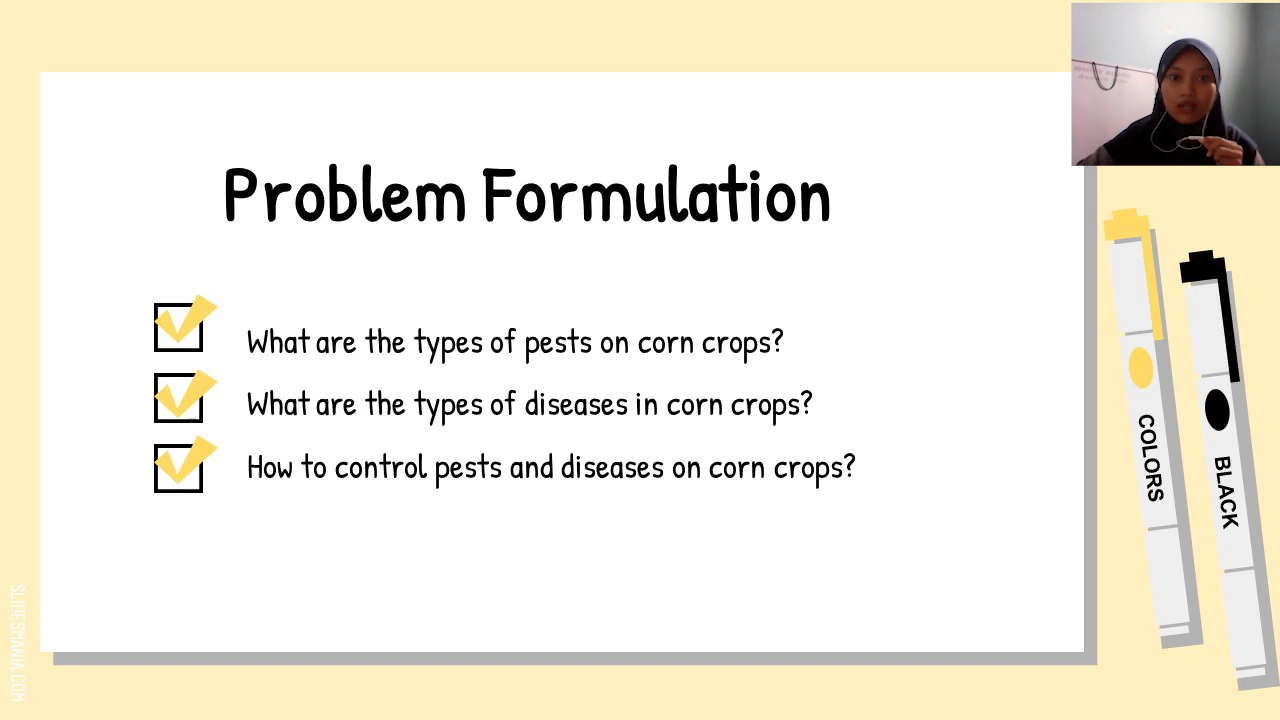 Problem Formulation
What are the types of pests on corn crops?
What are the types of diseases in corn crops?
How to control pests and diseases on corn crops?
COLORS
BLACK
SLIDESMANIA.COM